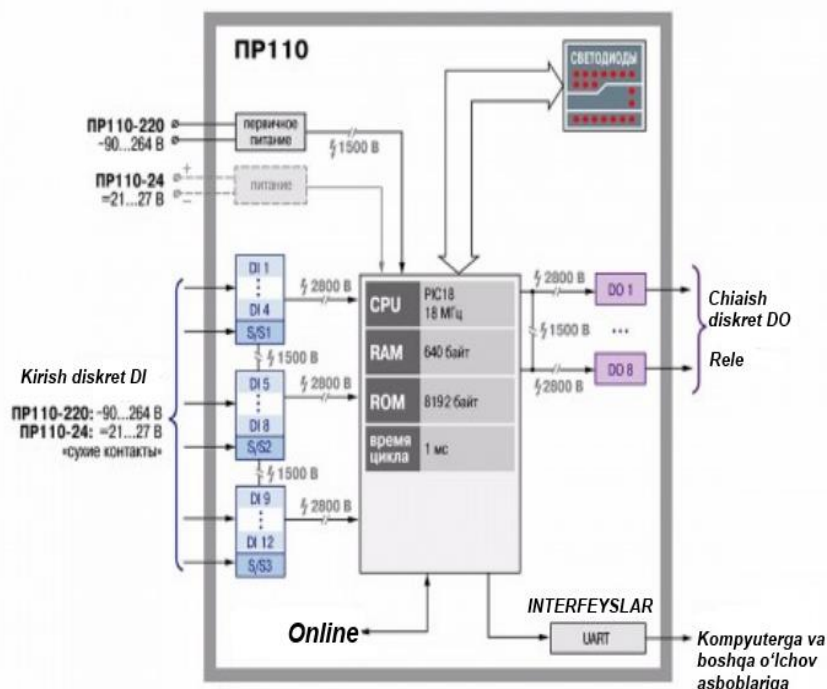 ПР110
СВЕТОДИОДЫ
ПР110-220
~90...264 В
первичное
питание
1500 В
ПР110-24
=21...27 В
+
−
питание
DI 1
DI 4
S/S1
2800 В
1500 В
DI 5
DI 8
S/S2
2800 В
1500 В
DI 9
DI 12
S/S3
2800 В
Kirish diskret DI
ПР110-220: ~90...264 В
ПР110-24: =21...27 В
«сухие контакты»
CPU
PIC18
18 МГц
RAM
640 байт
ROM
8192 байт
время
цикла
1 мс
2800 В
DO 1
1500 В
...
2800 В
DO 8
Chiaish
diskret DO
Rele
Online
INTERFEYSLAR
UART
Kompyuterga va
boshqa o‘lchov
asboblariga